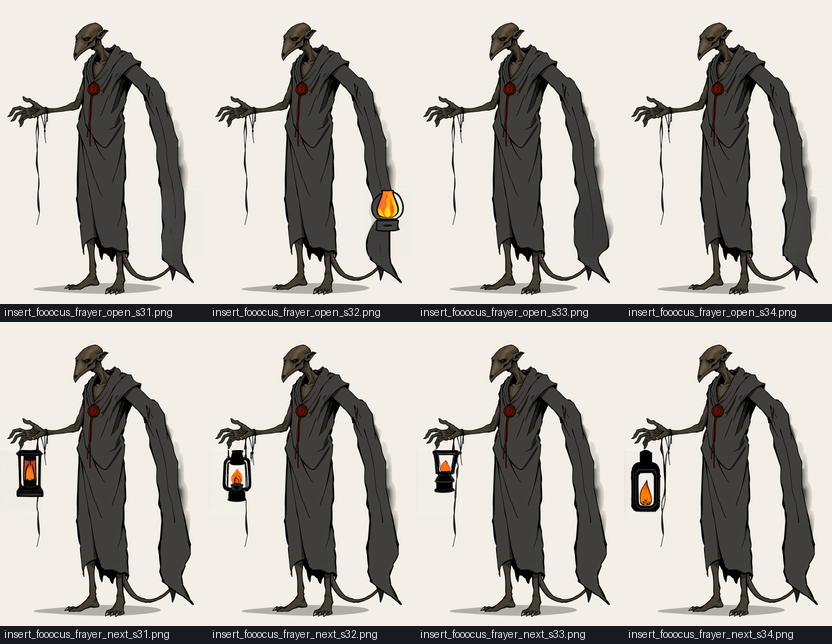 insert_fooocus_frayer_open_s31.png
insert_fooocus_frayer_open_s32.png
insert_fooocus_frayer_open_s33.png
insert_fooocus_frayer_open_s34.png
insert_fooocus_frayer_next_s31.png
insert_fooocus_frayer_next_s32.png
insert_fooocus_frayer_next_s33.png
insert_fooocus_frayer_next_s34.png